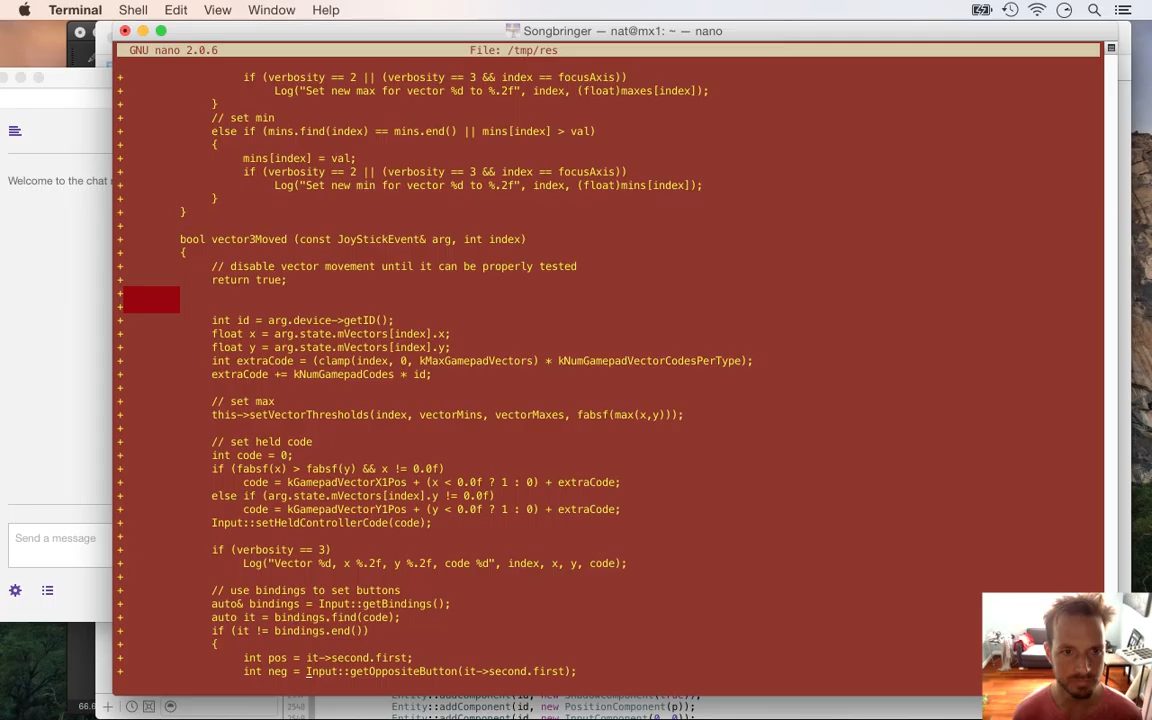 Terminal Shell Edit View Window Help
Songbringer — nat@mx1: ~ — nano
GNU nano 2.0.6 File: /tmp/res
+ if (verbosity == 2 || (verbosity == 3 && index == focusAxis))
+ Log("Set new max for vector %d to %.2f", index, (float)maxes[index]);
+ }
+ // set min
+ else if (mins.find(index) == mins.end() || mins[index] > val)
+ {
+ mins[index] = val;
+ if (verbosity == 2 || (verbosity == 3 && index == focusAxis))
+ Log("Set new min for vector %d to %.2f", index, (float)mins[index]);
+ }
+ }
+
+ bool vector3Moved (const JoyStickEvent& arg, int index)
+ {
+ // disable vector movement until it can be properly tested
+ return true;
+
+
+ int id = arg.device->getID();
+ float x = arg.state.mVectors[index].x;
+ float y = arg.state.mVectors[index].y;
+ int extraCode = (clamp(index, 0, kMaxGamepadVectors) * kNumGamepadVectorCodesPerType);
+ extraCode += kNumGamepadCodes * id;
+
+ // set max
+ this->setVectorThresholds(index, vectorMins, vectorMaxes, fabsf(max(x,y)));
+
+ // set held code
+ int code = 0;
+ if (fabsf(x) > fabsf(y) && x != 0.0f)
+ code = kGamepadVectorX1Pos + (x < 0.0f ? 1 : 0) + extraCode;
+ else if (arg.state.mVectors[index].y != 0.0f)
+ code = kGamepadVectorY1Pos + (y < 0.0f ? 1 : 0) + extraCode;
+ Input::setHeldControllerCode(code);
+
+ if (verbosity == 3)
+ Log("Vector %d, x %.2f, y %.2f, code %d", index, x, y, code);
+
+ // use bindings to set buttons
+ auto& bindings = Input::getBindings();
+ auto it = bindings.find(code);
+ if (it != bindings.end())
+ {
+ int pos = it->second.first;
+ int neg = Input::getOppositeButton(it->second.first);
Welcome to the chat
Send a message
66.6
2548 Entity::addComponent(id, new PositionComponent(p));